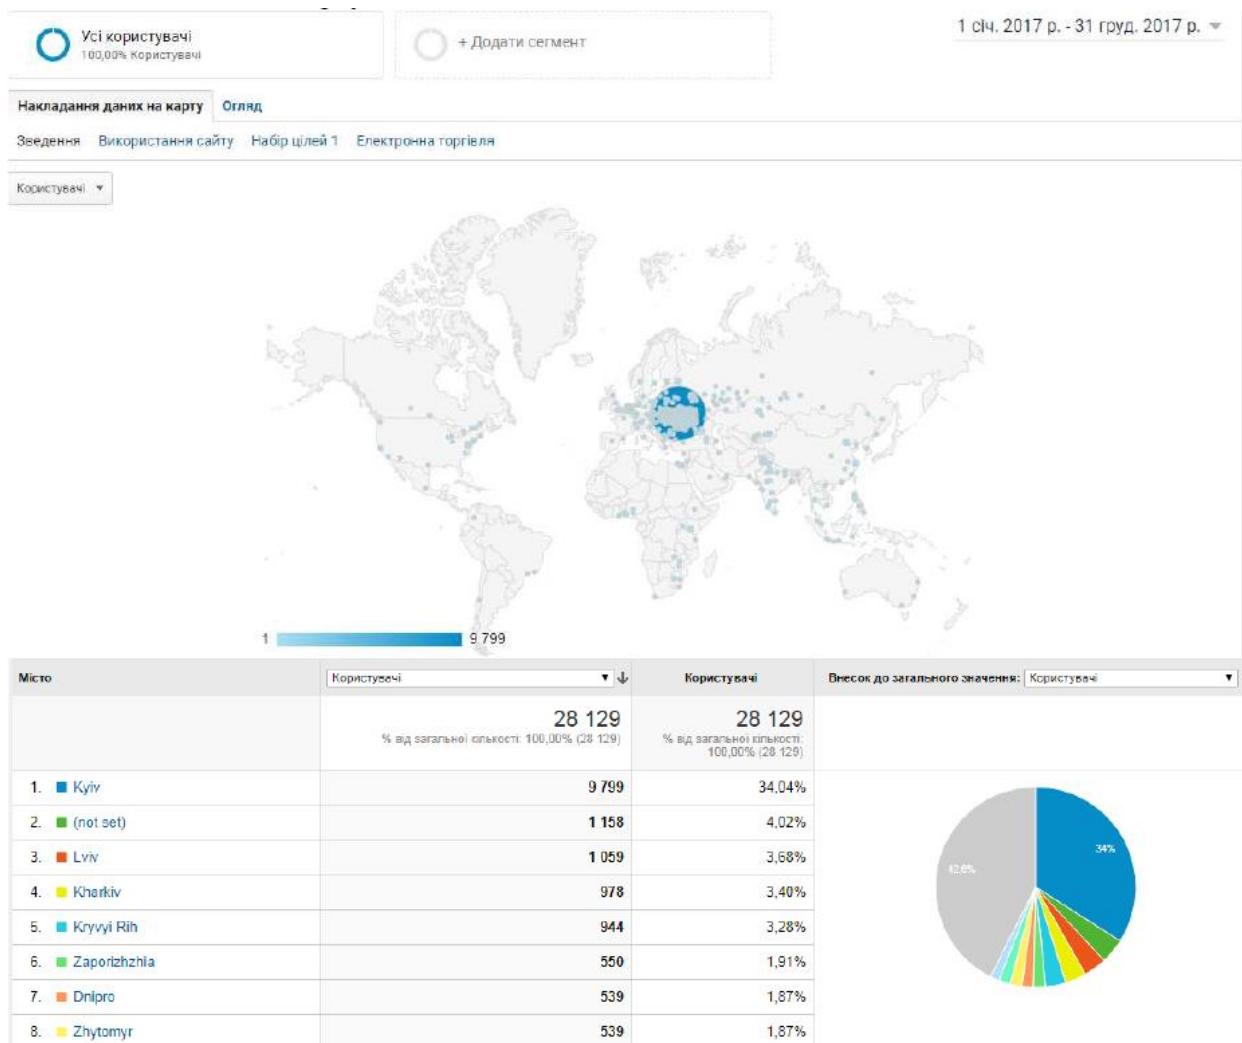 Усі користувачі
100,00% Користувачі
+ Додати сегмент
1 січ. 2017 р. - 31 груд. 2017 р.
Накладання даних на карту Огляд
Зведення Використання сайту Набір цілей 1 Електронна торгівля
Користувачі
1 9 799
Місто Користувачі Користувачі Внесок до загального значення: Користувачі
28 129 28 129
% від загальної кількості: 100,00% (28 129) % від загальної кількості:
100,00% (28 129)
1. Kyiv 9 799 34,04%
2. (not set) 1 158 4,02%
3. Lviv 1 059 3,68%
4. Kharkiv 978 3,40%
5. Kryvyi Rih 944 3,28%
6. Zaporizhzhia 550 1,91%
7. Dnipro 539 1,87%
8. Zhytomyr 539 1,87%
34%
42,6%